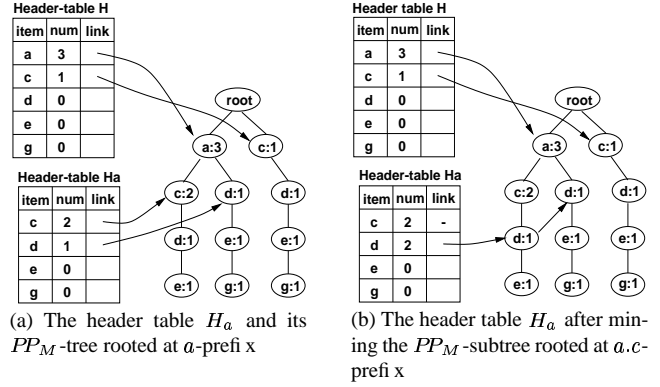 Header-table H
item num link
a 3
c 1
d 0
e 0
g 0
root
a:3 c:1
c:2 d:1 d:1
d:1 e:1 e:1
e:1 g:1 g:1
Header-table Ha
item num link
c 2
d 1
e 0
g 0
(a) The header table H_a and its
PP_M-tree rooted at a-prefix
Header table H
item num link
a 3
c 1
d 0
e 0
g 0
root
a:3 c:1
c:2 d:1 d:1
d:1 e:1 e:1
e:1 g:1 g:1
Header-table Ha
item num link
c 2 -
d 2
e 0
g 0
(b) The header table H_a after min-
ing the PP_M-subtree rooted at a.c-
prefix